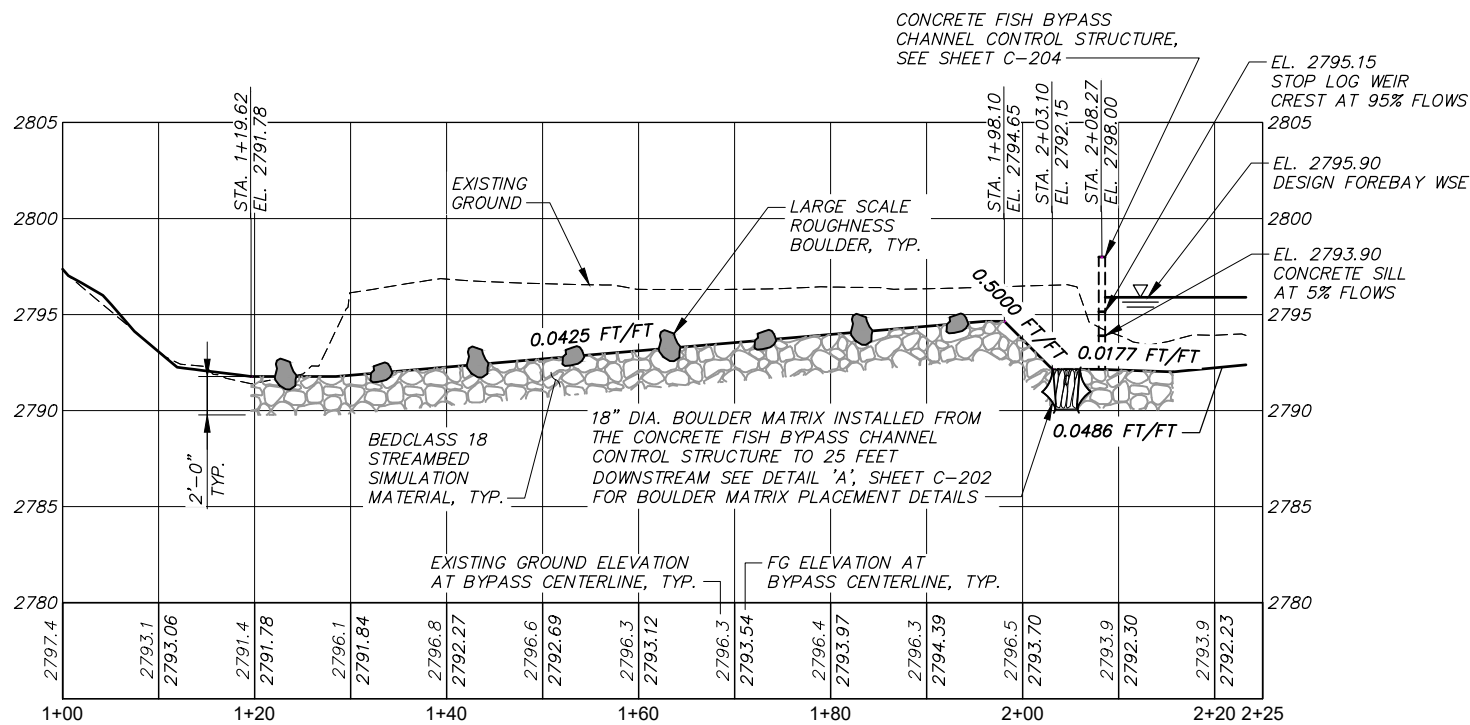 CONCRETE FISH BYPASS
CHANNEL CONTROL STRUCTURE,
SEE SHEET C-204
EL. 2795.15
STOP LOG WEIR
CREST AT 95% FLOWS
STA. 1+19.62
EL. 2791.78
STA. 1+98.10
EL. 2794.65
STA. 2+03.10
EL. 2792.15
STA. 2+08.27
EL. 2798.00
2805
2805
EL. 2795.90
DESIGN FOREBAY WSE
EXISTING
GROUND
LARGE SCALE
ROUGHNESS
BOULDER, TYP.
2800
2800
EL. 2793.90
CONCRETE SILL
AT 5% FLOWS
2795
2795
0.0425 FT/FT
0.5000 FT/FT
0.0177 FT/FT
2790
2790
0.0486 FT/FT
2'-0"
TYP.
BEDCLASS 18
STREAMBED
SIMULATION
MATERIAL, TYP.
18" DIA. BOULDER MATRIX INSTALLED FROM
THE CONCRETE FISH BYPASS CHANNEL
CONTROL STRUCTURE TO 25 FEET
DOWNSTREAM SEE DETAIL 'A', SHEET C-202
FOR BOULDER MATRIX PLACEMENT DETAILS
2785
2785
EXISTING GROUND ELEVATION
AT BYPASS CENTERLINE, TYP.
FG ELEVATION AT
BYPASS CENTERLINE, TYP.
2780
2780
2797.4
2793.1
2793.06
2791.4
2791.78
2796.1
2791.84
2796.8
2792.27
2796.6
2792.69
2796.3
2793.12
2796.3
2793.54
2796.4
2793.97
2796.3
2794.39
2796.5
2793.70
2793.9
2792.30
2793.9
2792.23
1+00
1+20
1+40
1+60
1+80
2+00
2+20
2+25